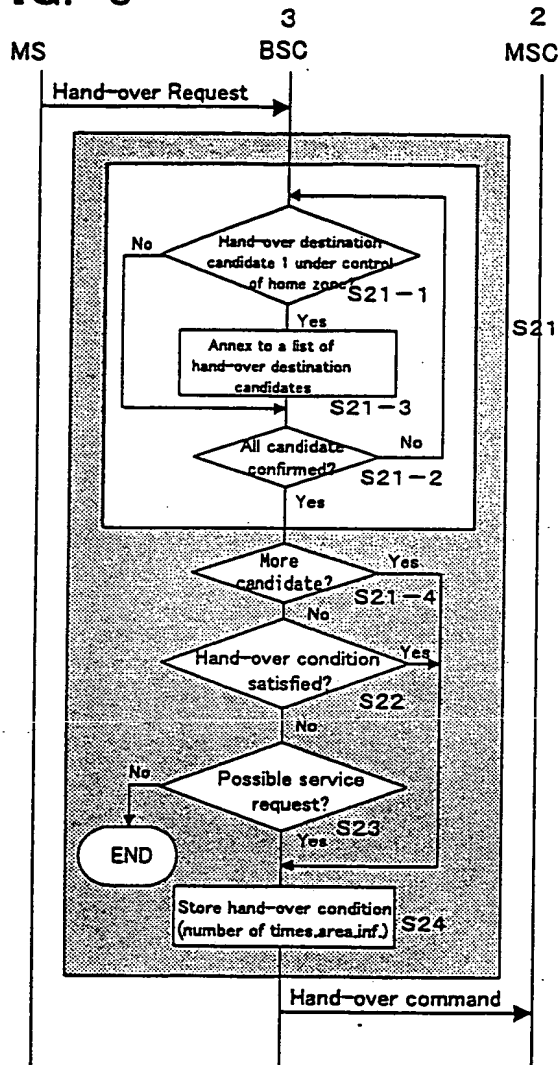 3
2
MS
BSC
MSC
Hand-over Request
No
Hand-over destination
candidate 1 under control
of home zone?
S21-1
Yes
S21
Annex to a list of
hand-over destination
candidates
S21-3
All candidate
confirmed?
No
S21-2
Yes
More
candidate?
Yes
S21-4
No
Hand-over condition
satisfied?
Yes
S22
No
No
Possible service
request?
S23
Yes
END
Store hand-over condition
(number of times,area,inf.)
S24
Hand-over command